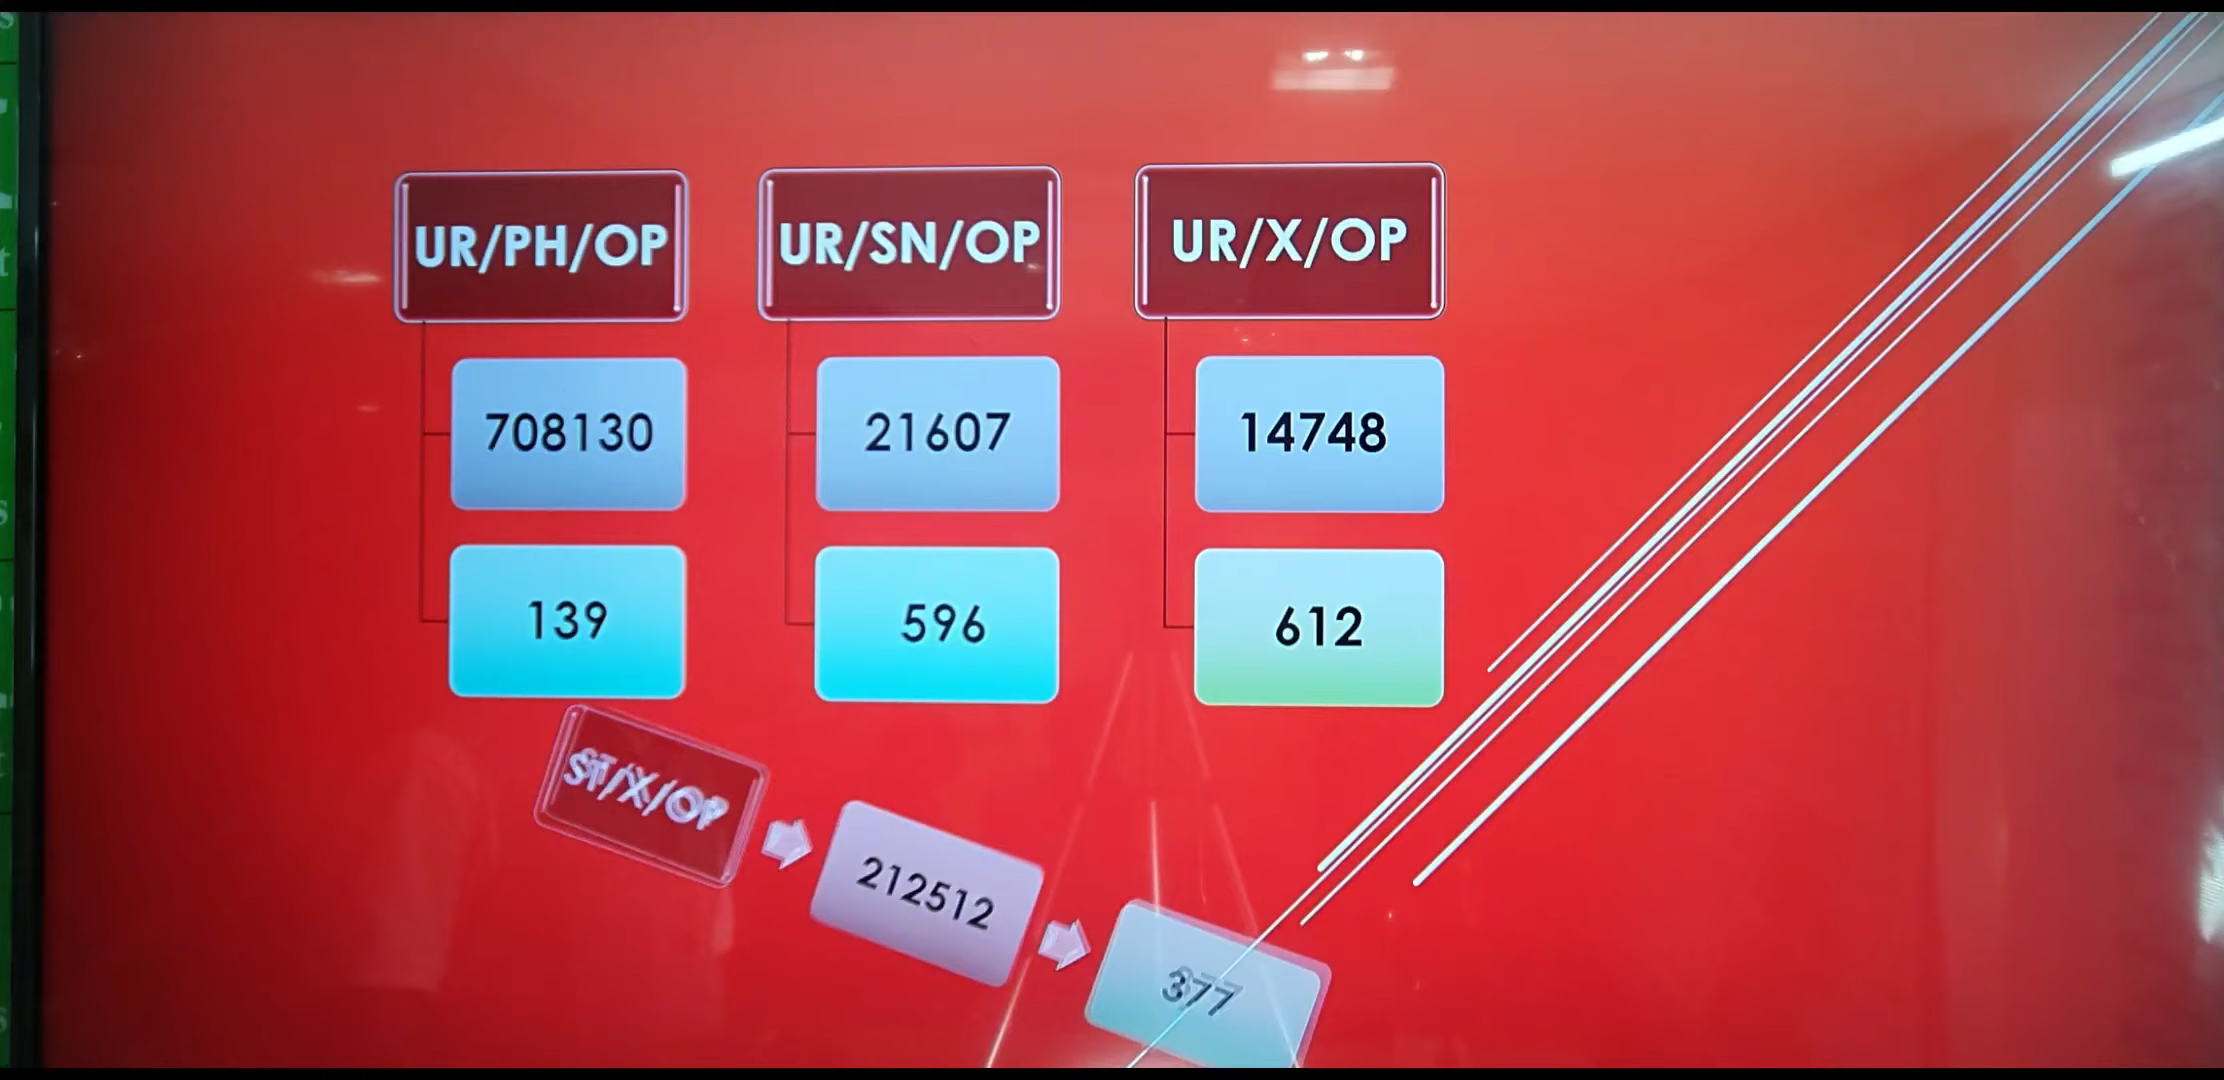 UR/PH/OP
UR/SN/OP
UR/X/OP
708130
21607
14748
139
596
612
ST/X/OP
212512
377